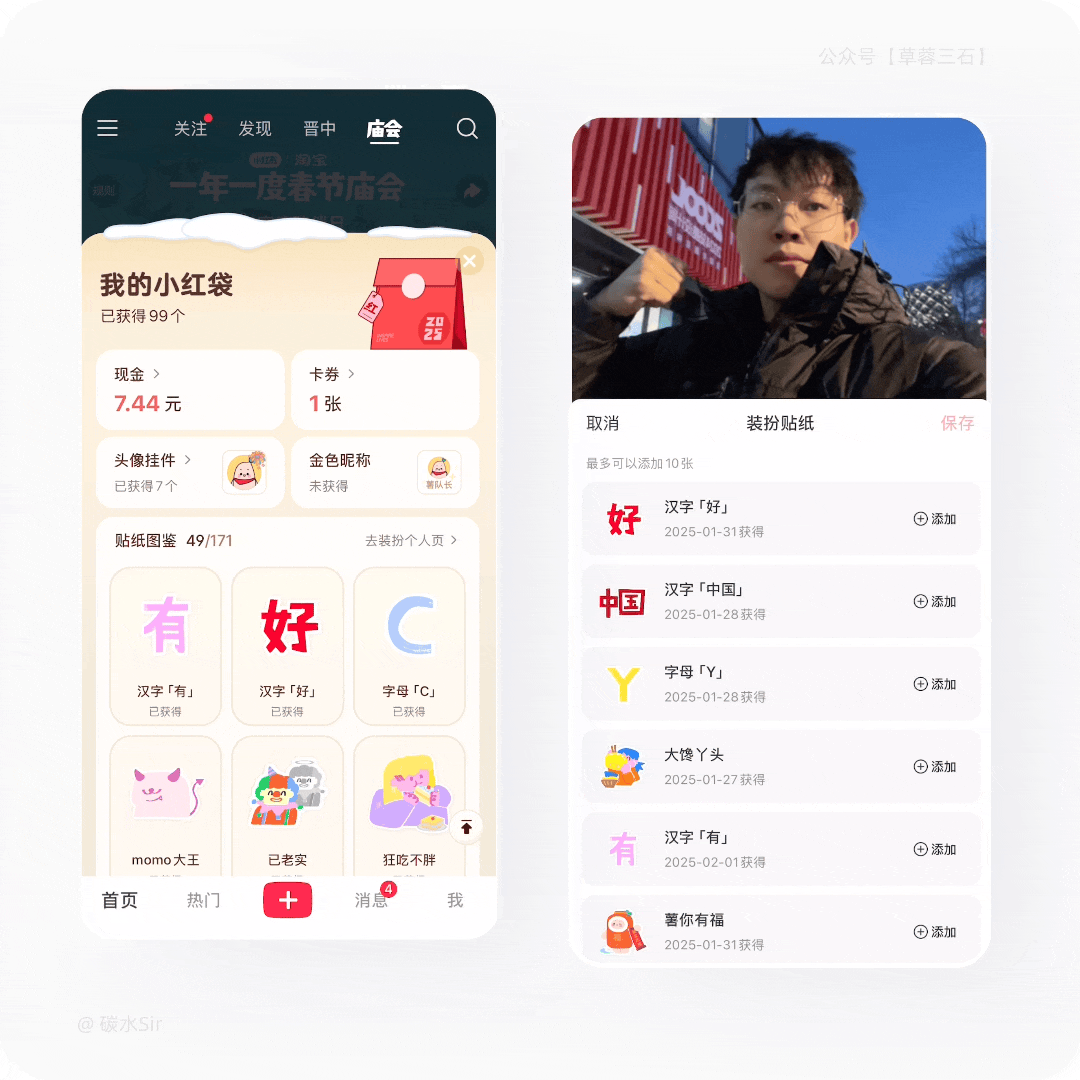 公众号【草蓉三石】
关注
发现
晋中
庙会
淘宝
规则
一年一度春节庙会
我的小红袋
已获得 99 个
红
2025
现金
7.44 元
卡券
1 张
头像挂件
已获得 7 个
金色昵称
未获得
薯队长
贴纸图鉴 49/171
去装扮个人页
有
好
C
汉字「有」
汉字「好」
字母「C」
已获得
已获得
已获得
momo大王
已老实
狂吃不胖
首页
热门
消息
4
我
取消
装扮贴纸
保存
最多可以添加 10 张
好
汉字「好」
2025-01-31获得
添加
中国
汉字「中国」
2025-01-28获得
添加
Y
字母「Y」
2025-01-28获得
添加
大馋丫头
2025-01-27获得
添加
有
汉字「有」
2025-02-01获得
添加
薯你有福
2025-01-31获得
添加
@ 碳水Sir